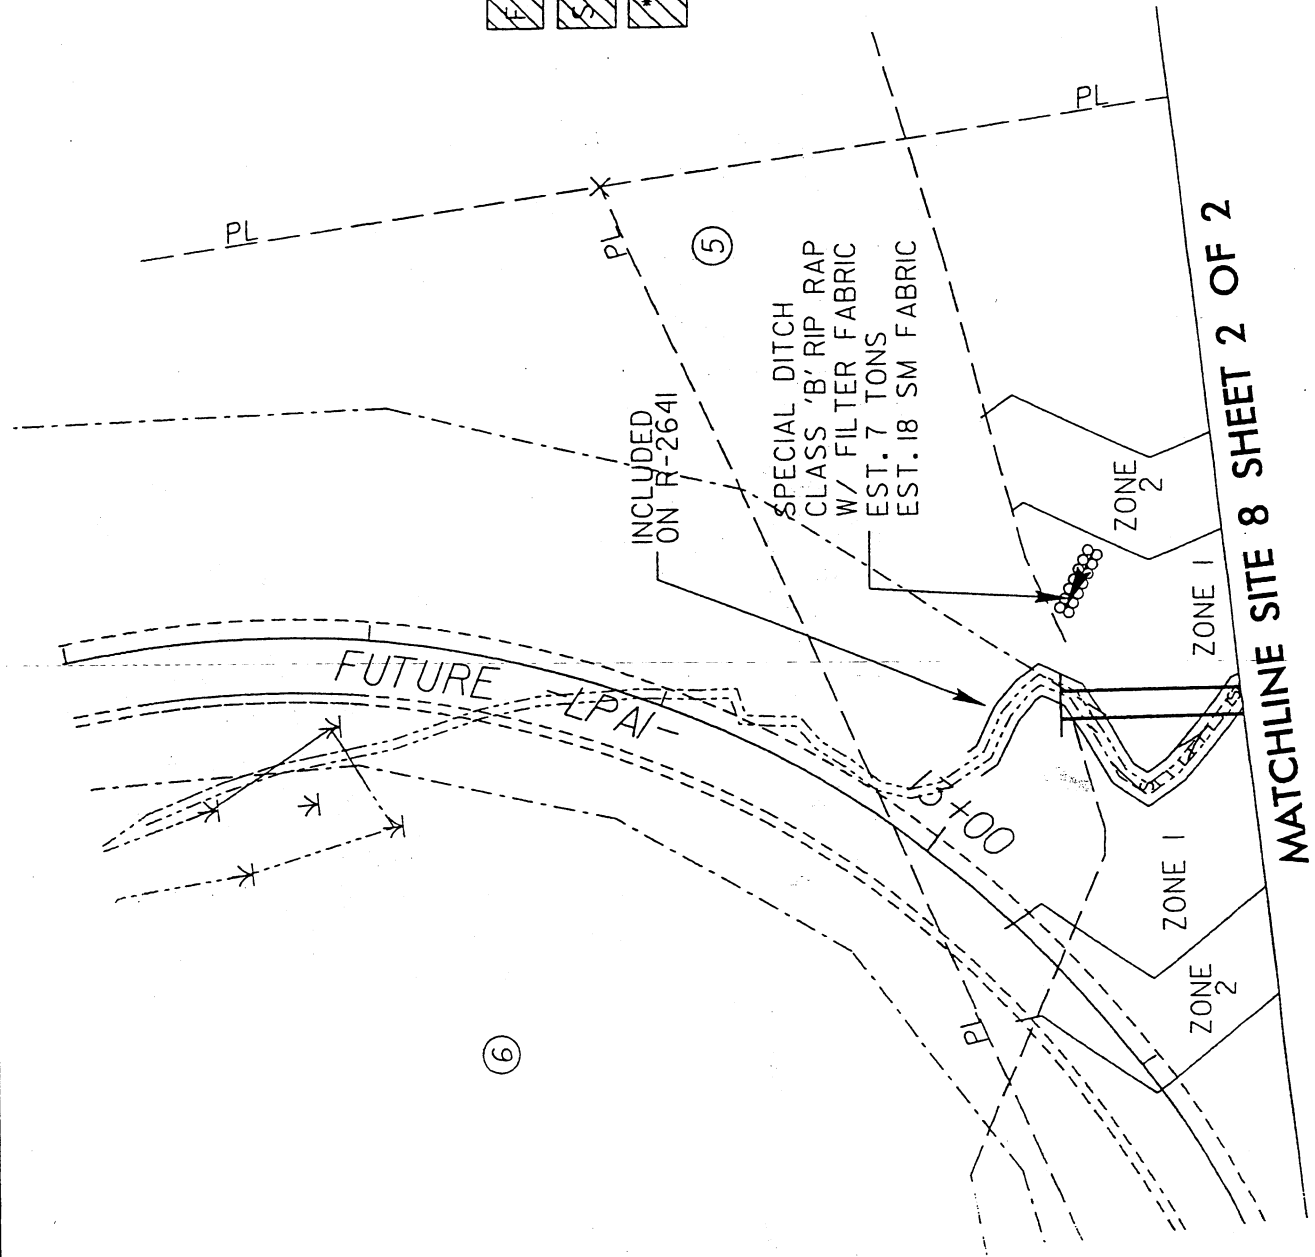 F
S
*
PL
PL
PL
5
INCLUDED
ON R-2641
SPECIAL DITCH
CLASS 'B' RIP RAP
W/ FILTER FABRIC
EST. 7 TONS
EST. 18 SM FABRIC
FUTURE
-LPA1-
13+00
6
PL
ZONE
2
ZONE 1
ZONE 1
ZONE
2
MATCHLINE SITE 8 SHEET 2 OF 2